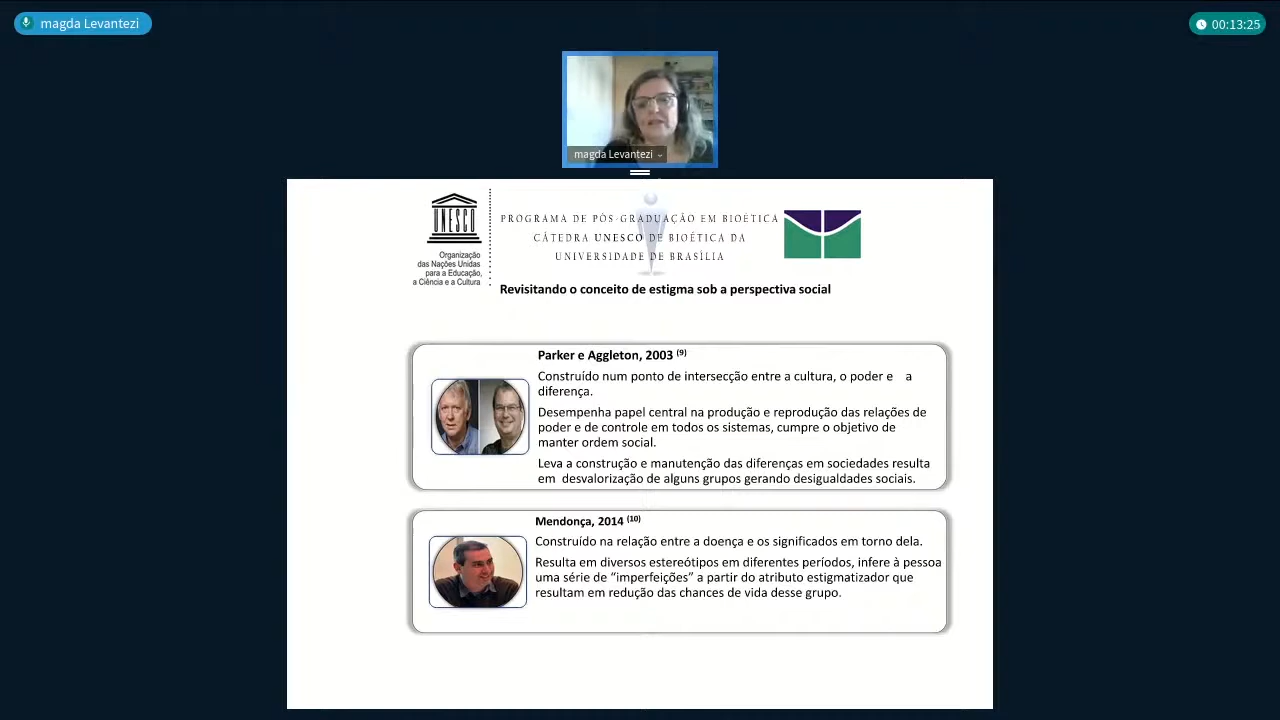 magda Levantezi
00:13:25
magda Levantezi
UNESCO
Organização
das Nações Unidas
para a Educação,
a Ciência e a Cultura
PROGRAMA DE PÓS-GRADUAÇÃO EM BIOÉTICA
CÁTEDRA UNESCO DE BIOÉTICA DA
UNIVERSIDADE DE BRASÍLIA
Revisitando o conceito de estigma sob a perspectiva social
Parker e Aggleton, 2003 (9)
Construído num ponto de intersecção entre a cultura, o poder e a
diferença.
Desempenha papel central na produção e reprodução das relações de
poder e de controle em todos os sistemas, cumpre o objetivo de
manter ordem social.
Leva a construção e manutenção das diferenças em sociedades resulta
em desvalorização de alguns grupos gerando desigualdades sociais.
Mendonça, 2014 (10)
Construído na relação entre a doença e os significados em torno dela.
Resulta em diversos estereótipos em diferentes períodos, infere à pessoa
uma série de “imperfeições” a partir do atributo estigmatizador que
resultam em redução das chances de vida desse grupo.